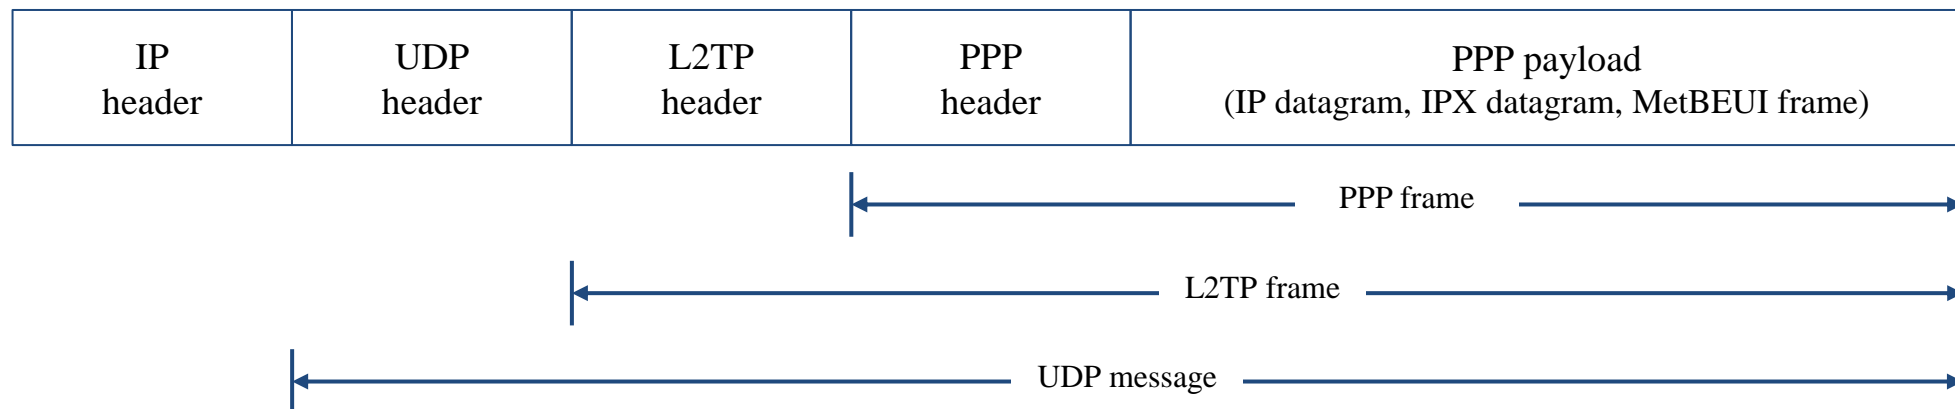 IP
header
UDP
header
L2TP
header
PPP
header
PPP payload
(IP datagram, IPX datagram, MetBEUI frame)
PPP frame
L2TP frame
UDP message